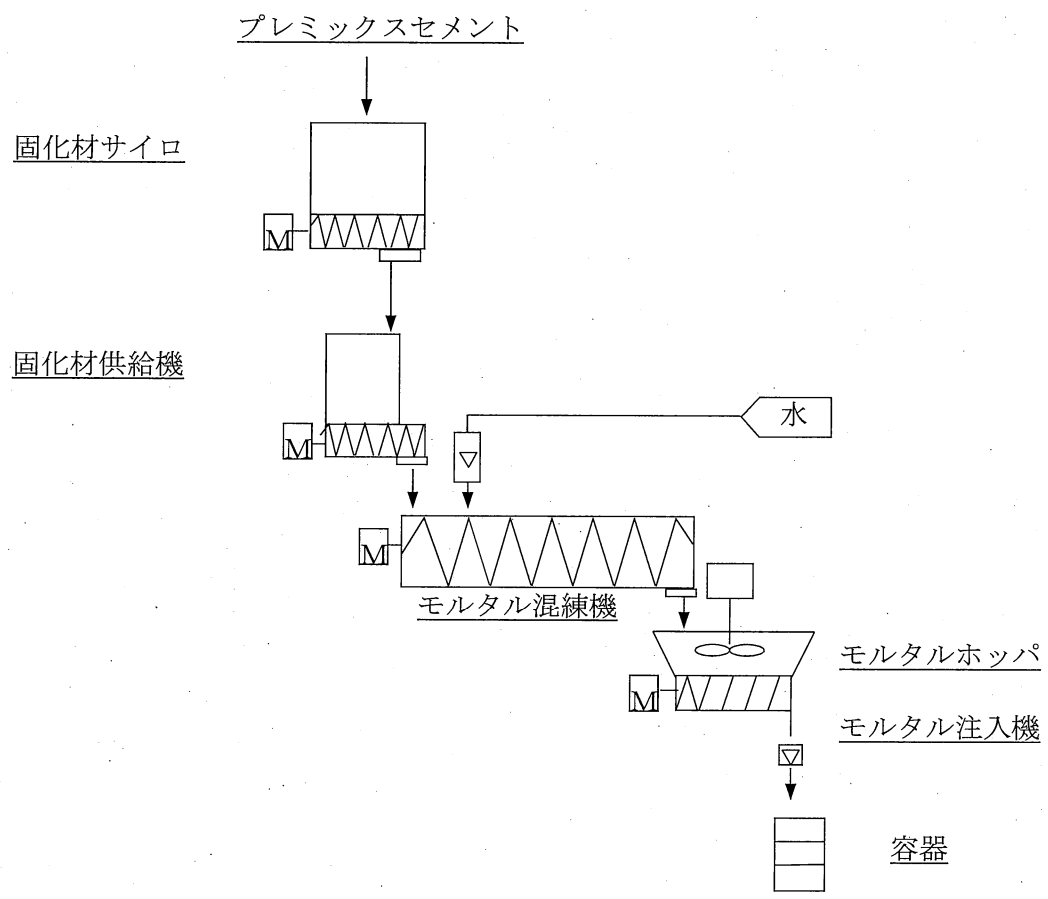 プレミックスセメント
固化材サイロ
M
固化材供給機
水
M
M
モルタル混練機
モルタルホッパ
M
モルタル注入機
容器